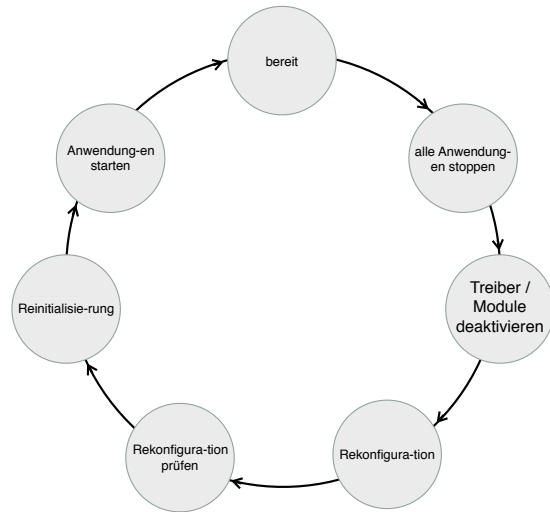 bereit
alle Anwendung-
en stoppen
Treiber /
Module
deaktivieren
Rekonfigura-tion
Rekonfigura-tion
prüfen
Reinitialisie-rung
Anwendung-en
starten